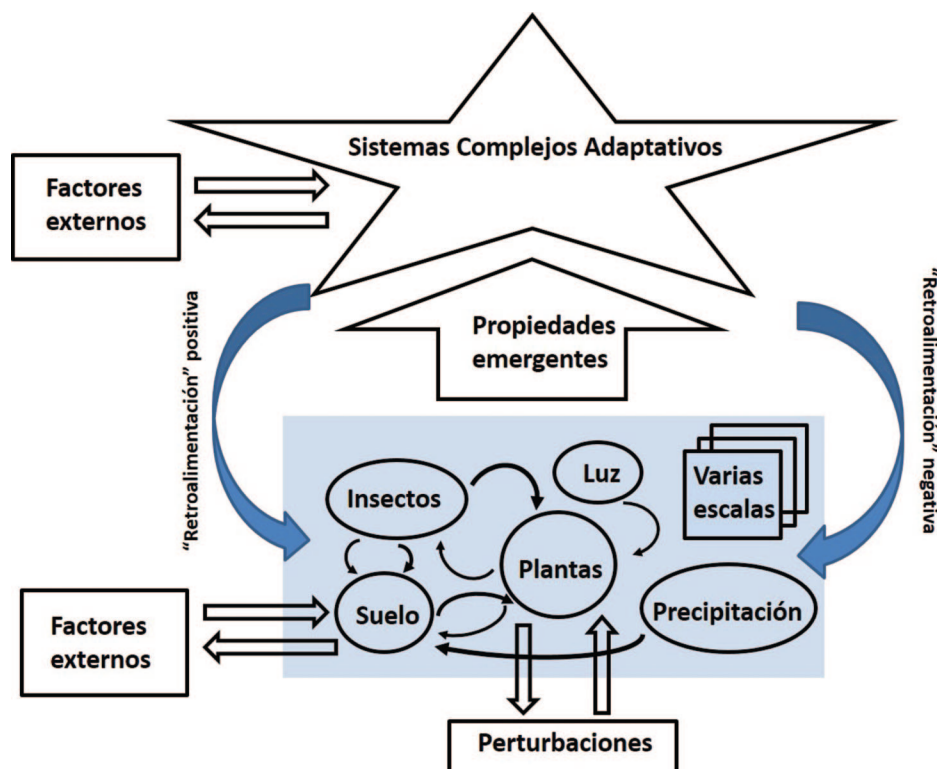 Sistemas Complejos Adaptativos
Factores
externos
"Retroalimentación" positiva
"Retroalimentación" negativa
Propiedades
emergentes
Insectos
Luz
Varias
escalas
Plantas
Suelo
Precipitación
Factores
externos
Perturbaciones